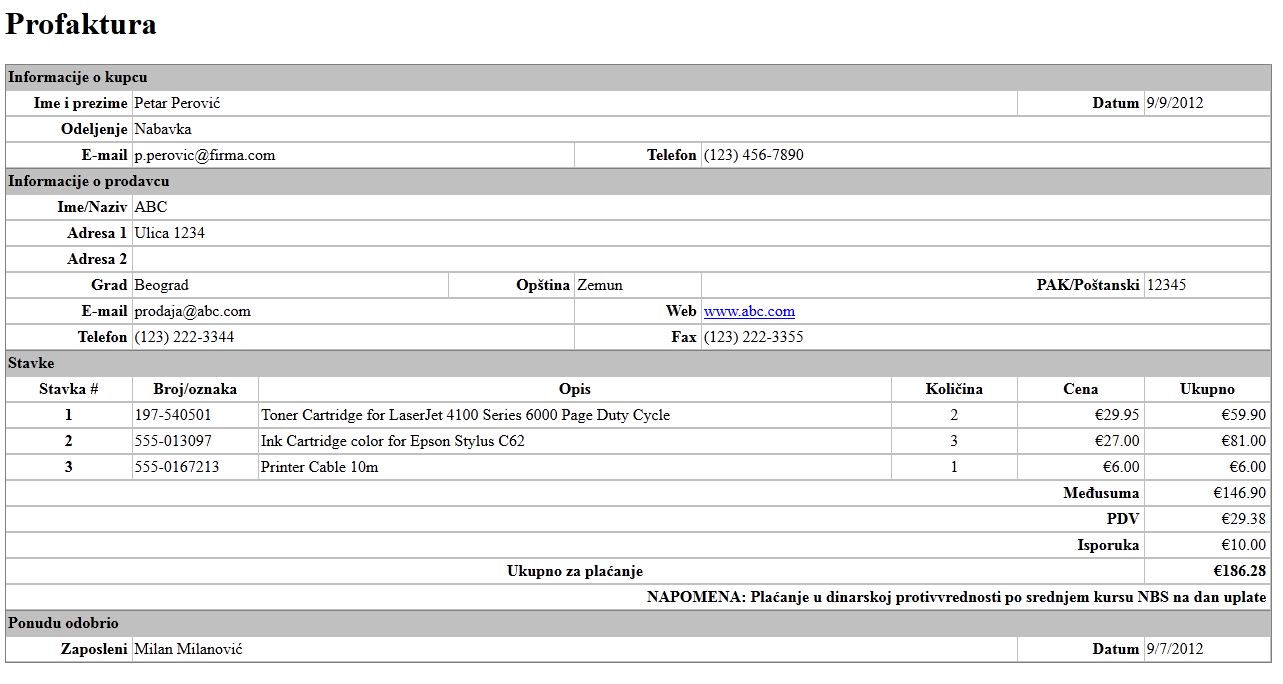 Profaktura
Informacije o kupcu
Ime i prezime Petar Perović Datum 9/9/2012
Odeljenje Nabavka
E-mail p.perovic@firma.com Telefon (123) 456-7890
Informacije o prodavcu
Ime/Naziv ABC
Adresa 1 Ulica 1234
Adresa 2
Grad Beograd Opština Zemun PAK/Poštanski 12345
E-mail prodaja@abc.com Web www.abc.com
Telefon (123) 222-3344 Fax (123) 222-3355
Stavke
Stavka # Broj/oznaka Opis Količina Cena Ukupno
1 197-540501 Toner Cartridge for LaserJet 4100 Series 6000 Page Duty Cycle 2 €29.95 €59.90
2 555-013097 Ink Cartridge color for Epson Stylus C62 3 €27.00 €81.00
3 555-0167213 Printer Cable 10m 1 €6.00 €6.00
Međusuma €146.90
PDV €29.38
Isporuka €10.00
Ukupno za plaćanje €186.28
NAPOMENA: Plaćanje u dinarskoj protivvrednosti po srednjem kursu NBS na dan uplate
Ponudu odobrio
Zaposleni Milan Milanović Datum 9/7/2012